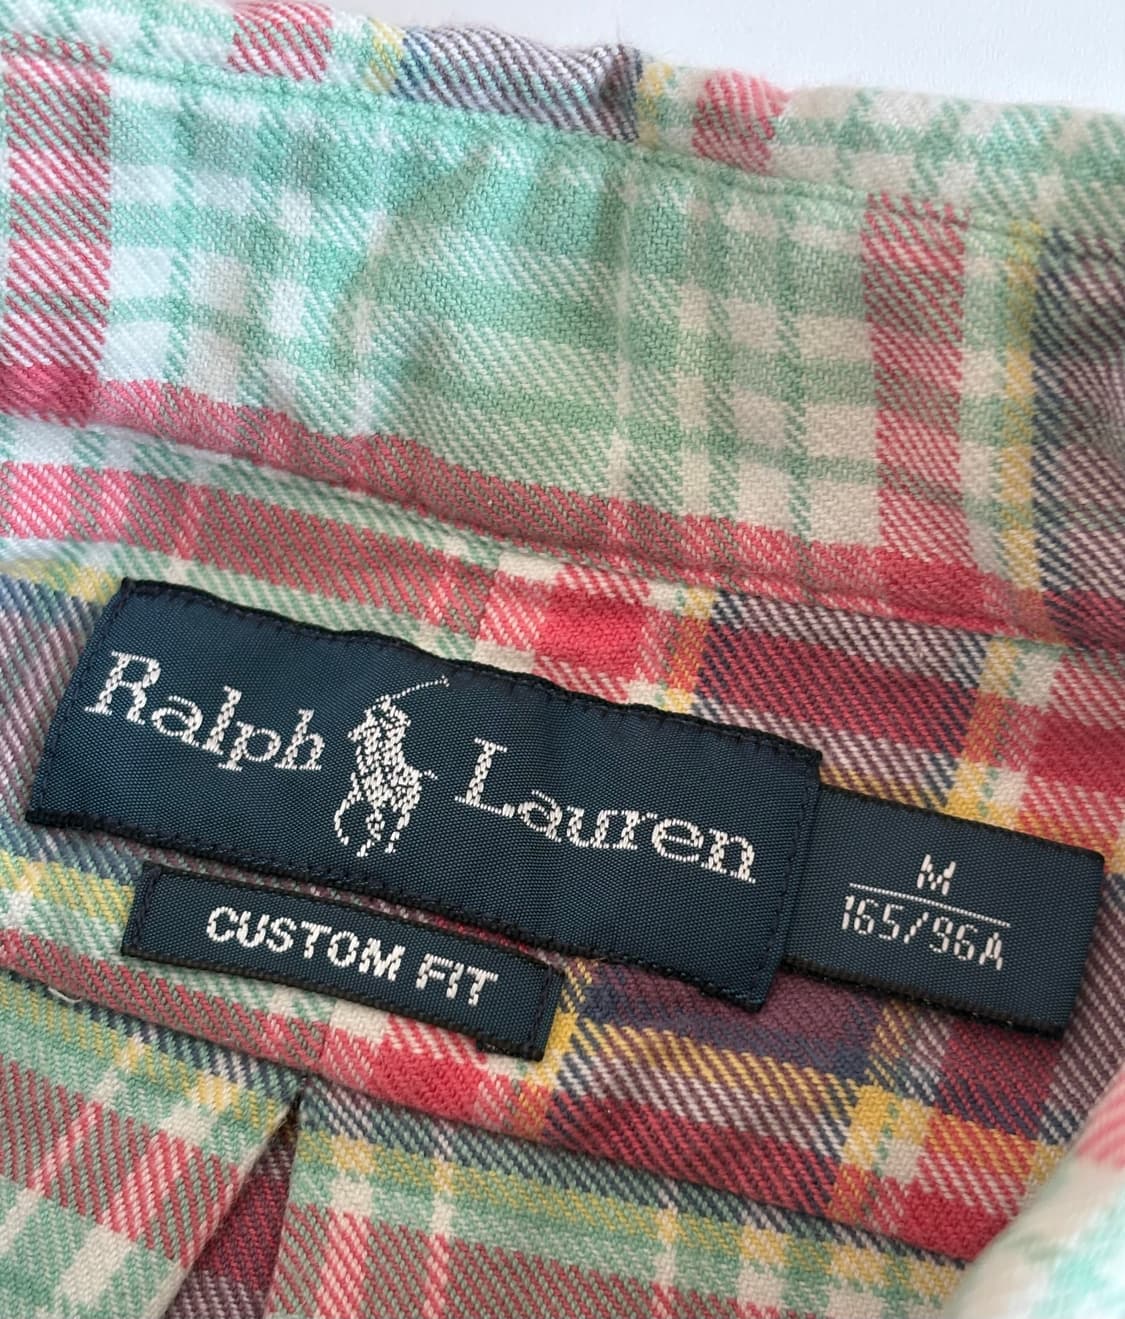 Ralph Lauren
M
165/96A
CUSTOM FIT